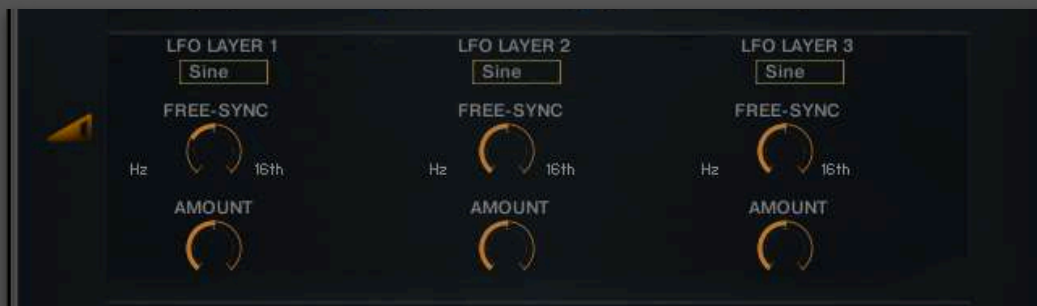 LFO LAYER 1 LFO LAYER 2 LFO LAYER 3
Sine Sine Sine
FREE-SYNC FREE-SYNC FREE-SYNC
Hz 16th Hz 16th Hz 16th
AMOUNT AMOUNT AMOUNT